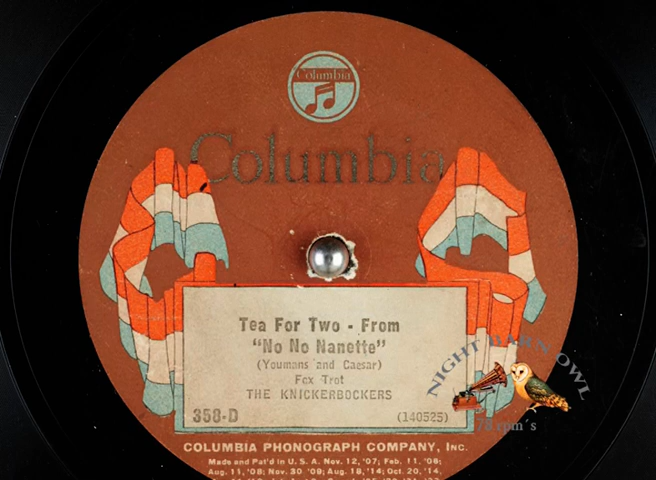 Columbia
Columbia
Tea For Two - From
"No No Nanette"
(Youmans and Caesar)
Fox Trot
THE KNICKERBOCKERS
358-D (140525)
NIGHT BARN OWL
78 rpm´s
COLUMBIA PHONOGRAPH COMPANY, INC.
Made and Pat'd in U.S.A. Nov. 12, '07; Feb. 11, '08;
Aug. 11, '08; Nov. 30 '09; Aug. 18, '14; Oct. 20, '14,